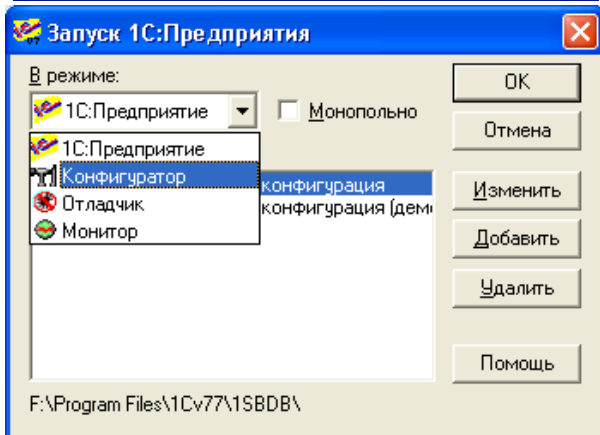 Запуск 1С:Предприятия
В режиме:
1С:Предприятие
Монопольно
1С:Предприятие
Конфигуратор
Отладчик
Монитор
конфигурация
конфигурация (дем
OK
Отмена
Изменить
Добавить
Удалить
Помощь
F:\Program Files\1Cv77\1SBDB\